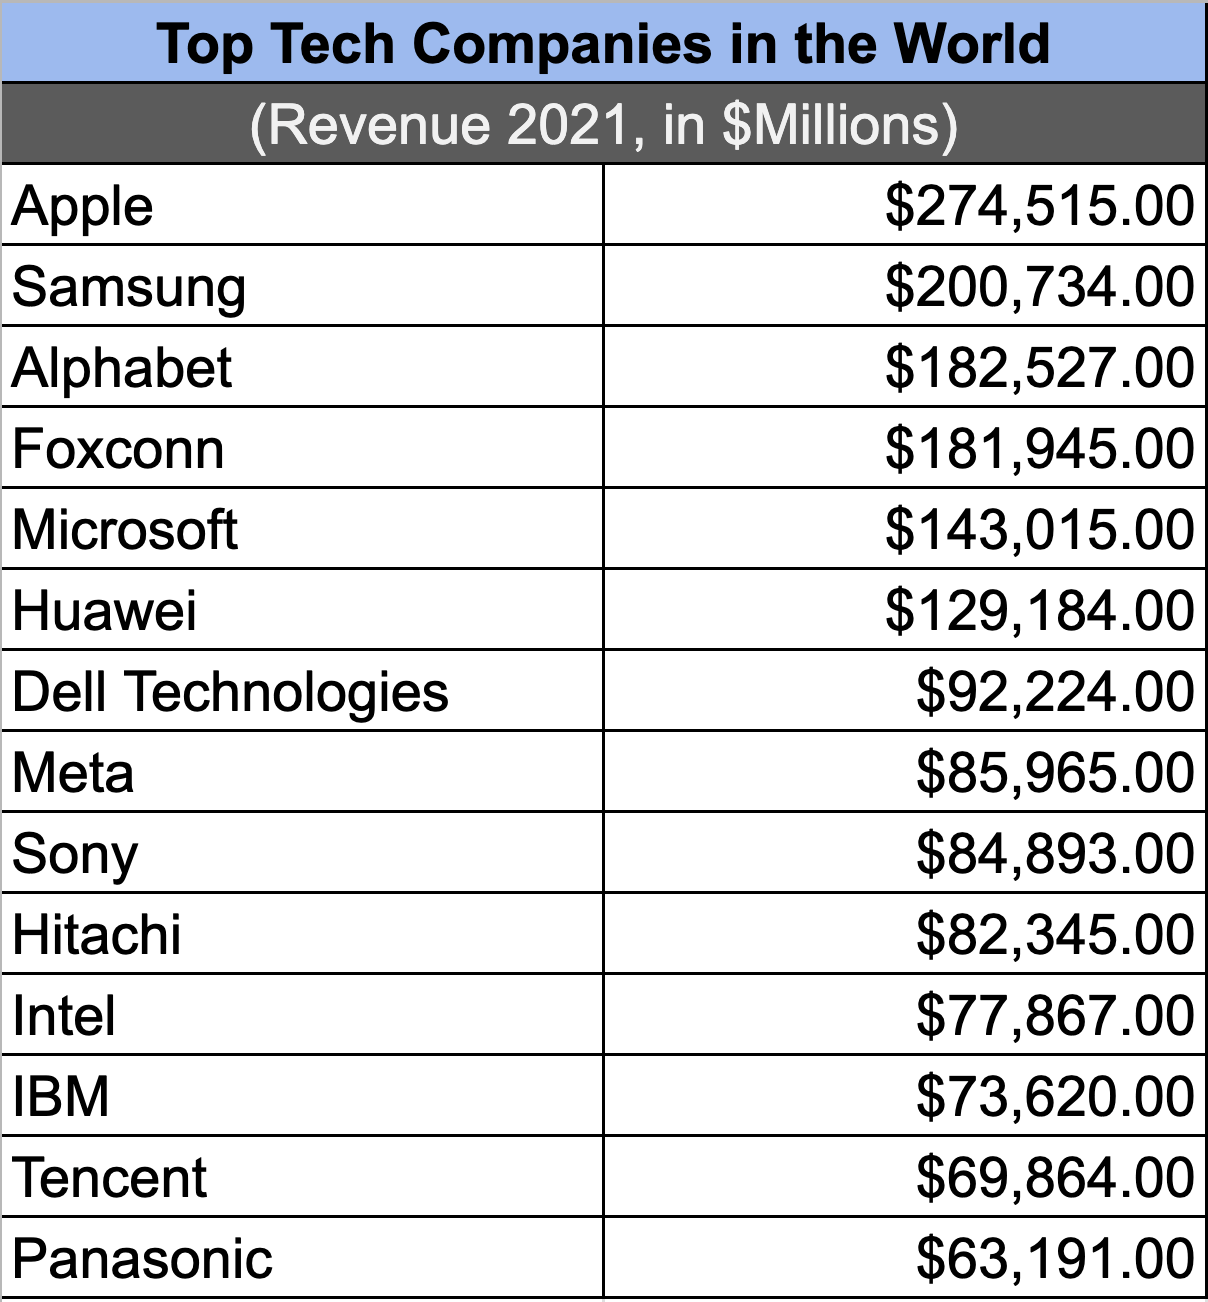 Top Tech Companies in the World
(Revenue 2021, in $Millions)
Apple $274,515.00
Samsung $200,734.00
Alphabet $182,527.00
Foxconn $181,945.00
Microsoft $143,015.00
Huawei $129,184.00
Dell Technologies $92,224.00
Meta $85,965.00
Sony $84,893.00
Hitachi $82,345.00
Intel $77,867.00
IBM $73,620.00
Tencent $69,864.00
Panasonic $63,191.00